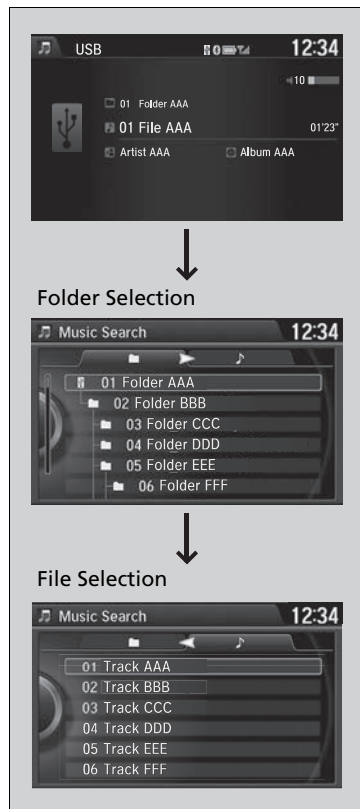 USB 12:34
10
01 Folder AAA
01 File AAA 01'23"
Artist AAA Album AAA
Folder Selection
Music Search 12:34
01 Folder AAA
02 Folder BBB
03 Folder CCC
04 Folder DDD
05 Folder EEE
06 Folder FFF
File Selection
Music Search 12:34
01 Track AAA
02 Track BBB
03 Track CCC
04 Track DDD
05 Track EEE
06 Track FFF